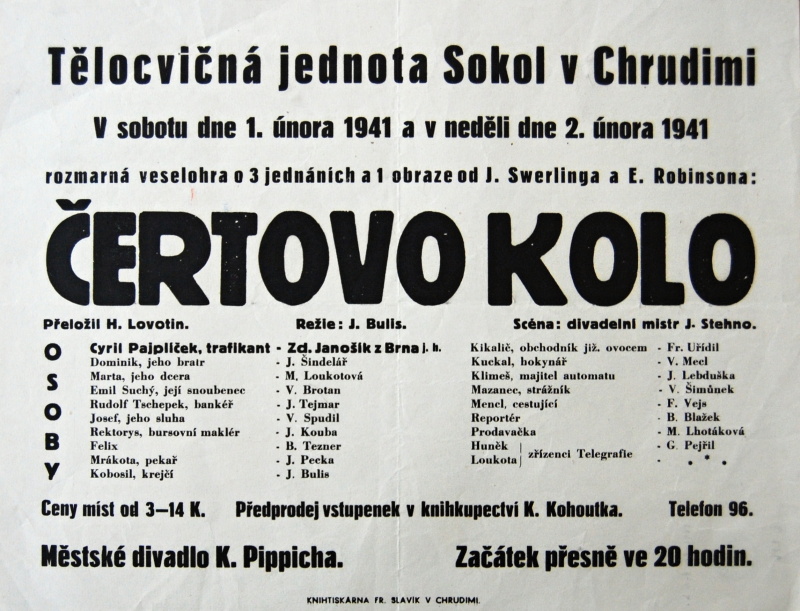 Tělocvičná jednota Sokol v Chrudimi
V sobotu dne 1. února 1941 a v neděli dne 2. února 1941
rozmarná veselohra o 3 jednáních a 1 obraze od J. Swerlinga a E. Robinsona:
ČERTOVO KOLO
Přeložil H. Lovotin. Režie: J. Bulis. Scéna: divadelní mistr J. Stehno.
OSOBY
Cyril Pajplíček, trafikant - Zd. Janošík z Brna j. h.
Dominik, jeho bratr - J. Šindelář
Marta, jeho dcera - M. Loukotová
Emil Suchý, její snoubenec - V. Brotan
Rudolf Tschepek, bankéř - J. Tejmar
Josef, jeho sluha - V. Spudil
Rektorys, bursovní makléř - J. Kouba
Felix - B. Tezner
Mrákota, pekař - J. Pecka
Kobosil, krejčí - J. Bulis
Kikalič, obchodník již. ovocem - Fr. Uřídil
Kuckal, hokynář - V. Mecl
Klimeš, majitel automatu - J. Lebduška
Mazanec, strážník - V. Šimůnek
Mencl, cestující - F. Vejs
Reportér - B. Blažek
Prodavačka - M. Lhotáková
Huněk - G. Pejřil
zřízenci Telegrafie
Loukota - * * *
Ceny míst od 3–14 K. Předprodej vstupenek v knihkupectví K. Kohoutka. Telefon 96.
Městské divadlo K. Pippicha. Začátek přesně ve 20 hodin.
KNIHTISKÁRNA FR. SLAVÍK V CHRUDIMI.